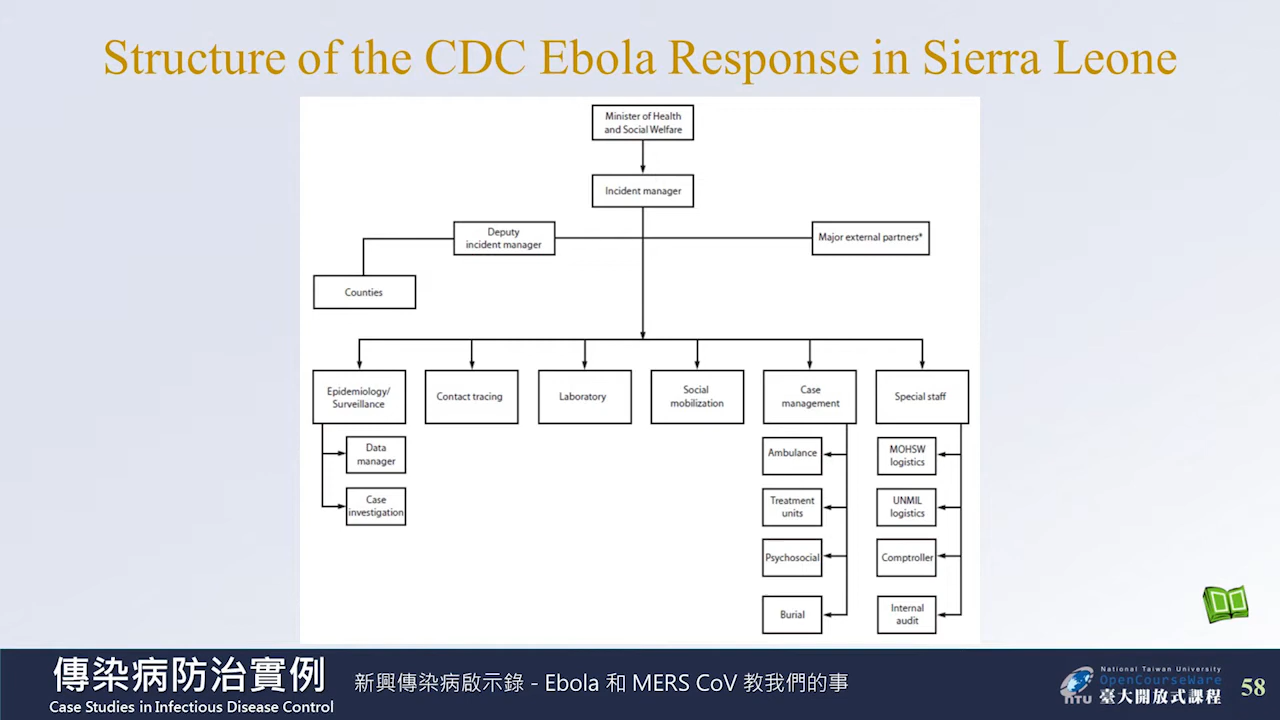 Structure of the CDC Ebola Response in Sierra Leone
Minister of Health
and Social Welfare
Incident manager
Deputy
incident manager
Major external partners*
Counties
Epidemiology/
Surveillance
Contact tracing
Laboratory
Social
mobilization
Case
management
Special staff
Data
manager
Case
investigation
Ambulance
Treatment
units
Psychosocial
Burial
MOHSW
logistics
UNMIL
logistics
Comptroller
Internal
audit
傳染病防治實例
Case Studies in Infectious Disease Control
新興傳染病啟示錄 - Ebola 和 MERS CoV 教我們的事
NTU
National Taiwan University
OpenCourseWare
臺大開放式課程
58